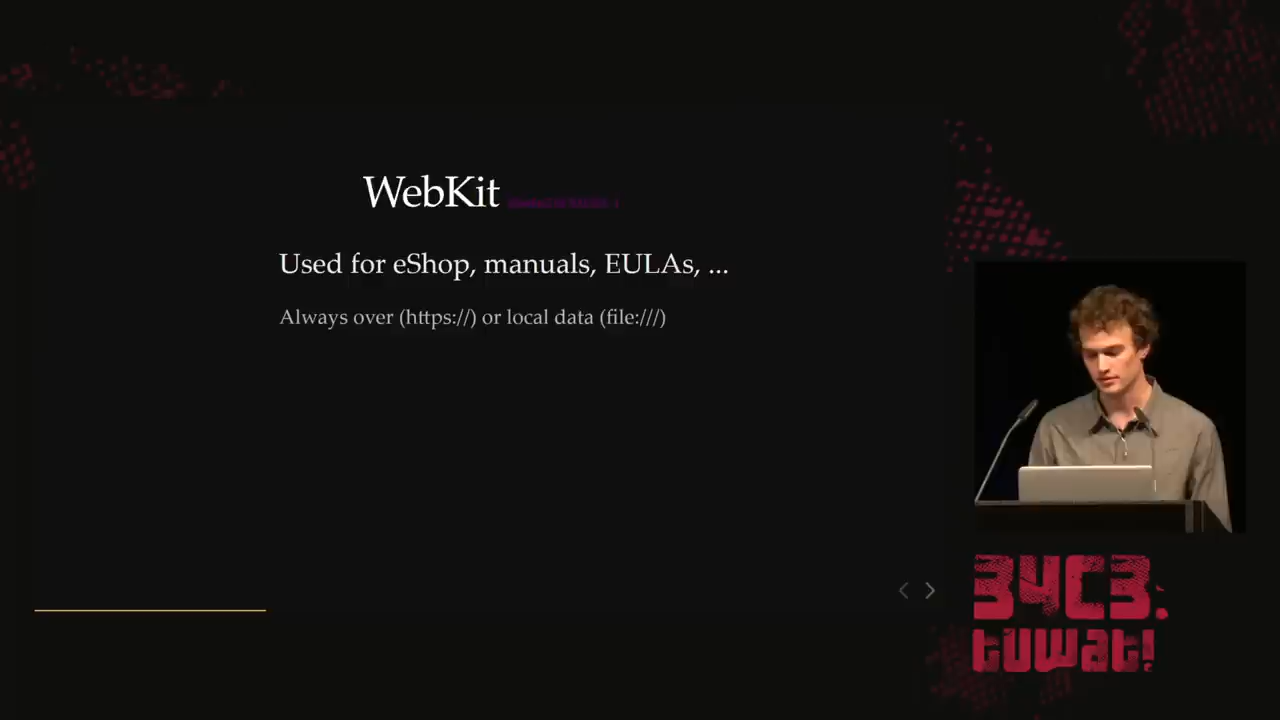 WebKit
Used for eShop, manuals, EULAs, ...
Always over (https://) or local data (file:///)
34C3:
tuwat!